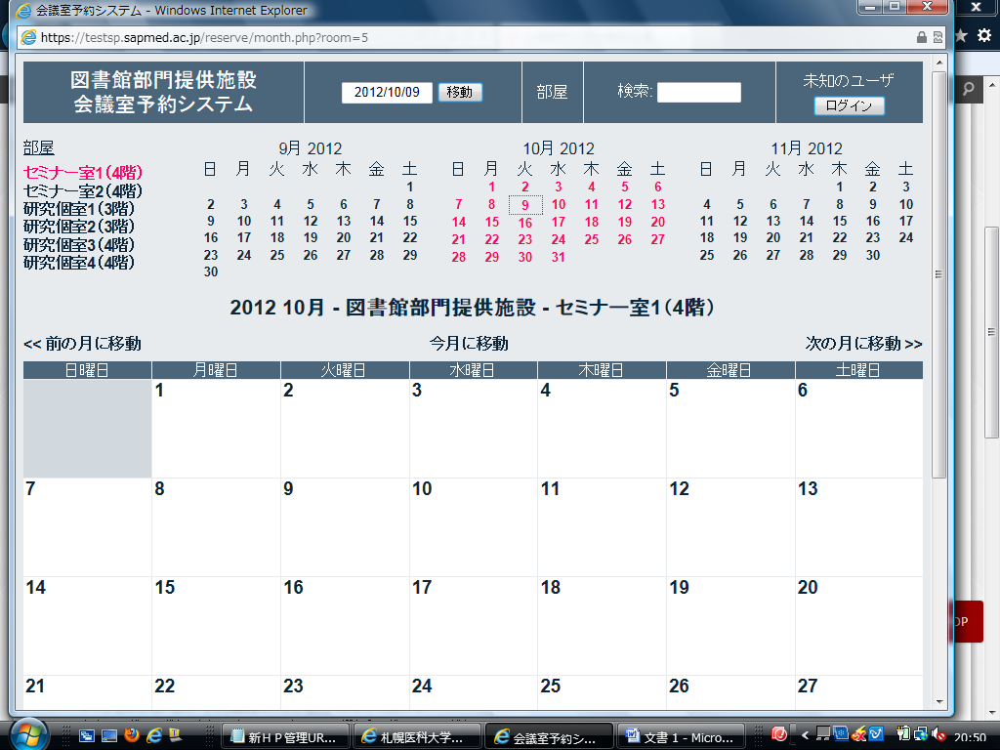 会議室予約システム - Windows Internet Explorer
https://testsp.sapmed.ac.jp/reserve/month.php?room=5
図書館部門提供施設
会議室予約システム
2012/10/09 移動
部屋
検索:
未知のユーザ
ログイン
部屋
セミナー室1(4階)
セミナー室2(4階)
研究個室1(3階)
研究個室2(3階)
研究個室3(4階)
研究個室4(4階)
9月 2012
日 月 火 水 木 金 土
1
2 3 4 5 6 7 8
9 10 11 12 13 14 15
16 17 18 19 20 21 22
23 24 25 26 27 28 29
30
10月 2012
日 月 火 水 木 金 土
1 2 3 4 5 6
7 8 9 10 11 12 13
14 15 16 17 18 19 20
21 22 23 24 25 26 27
28 29 30 31
11月 2012
日 月 火 水 木 金 土
1 2 3
4 5 6 7 8 9 10
11 12 13 14 15 16 17
18 19 20 21 22 23 24
25 26 27 28 29 30
2012 10月 - 図書館部門提供施設 - セミナー室1(4階)
<< 前の月に移動 今月に移動 次の月に移動 >>
日曜日 月曜日 火曜日 水曜日 木曜日 金曜日 土曜日
1 2 3 4 5 6
7 8 9 10 11 12 13
14 15 16 17 18 19 20
21 22 23 24 25 26 27
OP
新HP管理UR... 札幌医科大学... 会議室予約シ... 文書 1 - Micro... 20:50